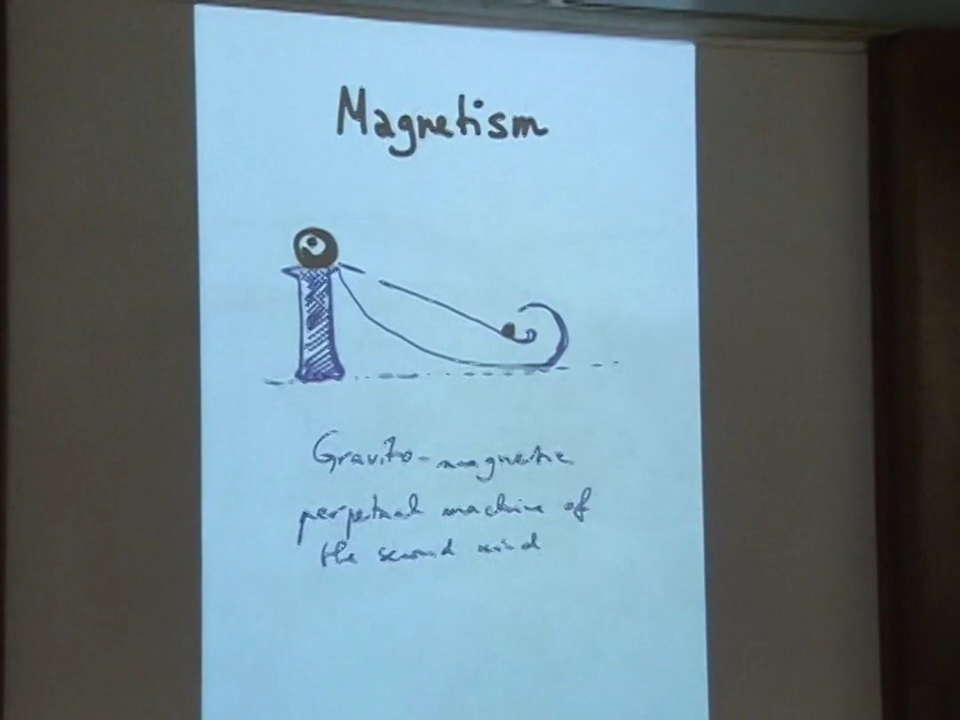 Magnetism
Gravito-magnetic
perpetual machine of
the second kind